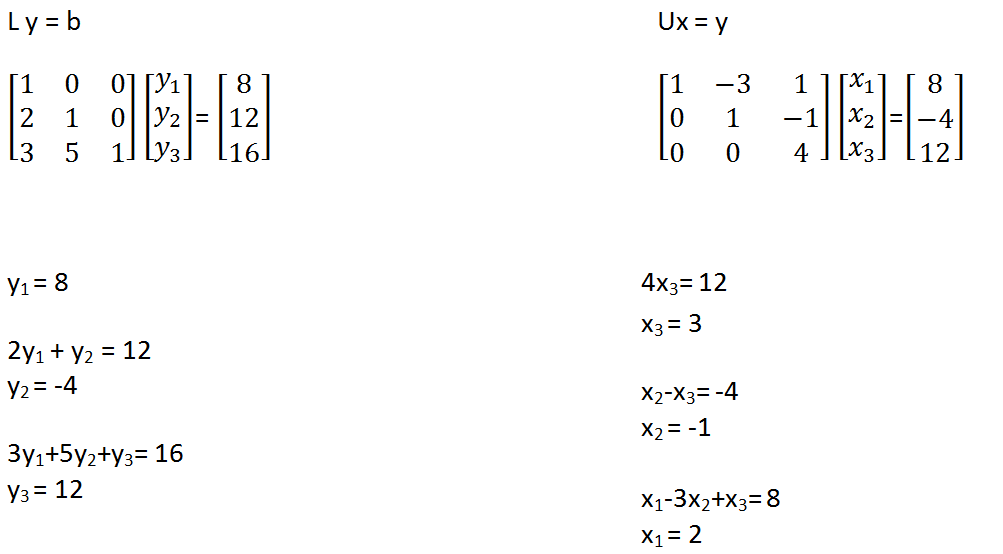 L y = b
[1 0 0] [y₁] = [8]
[2 1 0] [y₂] = [12]
[3 5 1] [y₃] = [16]
y₁ = 8
2y₁ + y₂ = 12
y₂ = -4
3y₁+5y₂+y₃= 16
y₃ = 12
Ux = y
[1 −3 1] [x₁] = [8]
[0 1 −1] [x₂] = [−4]
[0 0 4] [x₃] = [12]
4x₃= 12
x₃ = 3
x₂-x₃= -4
x₂ = -1
x₁-3x₂+x₃= 8
x₁ = 2